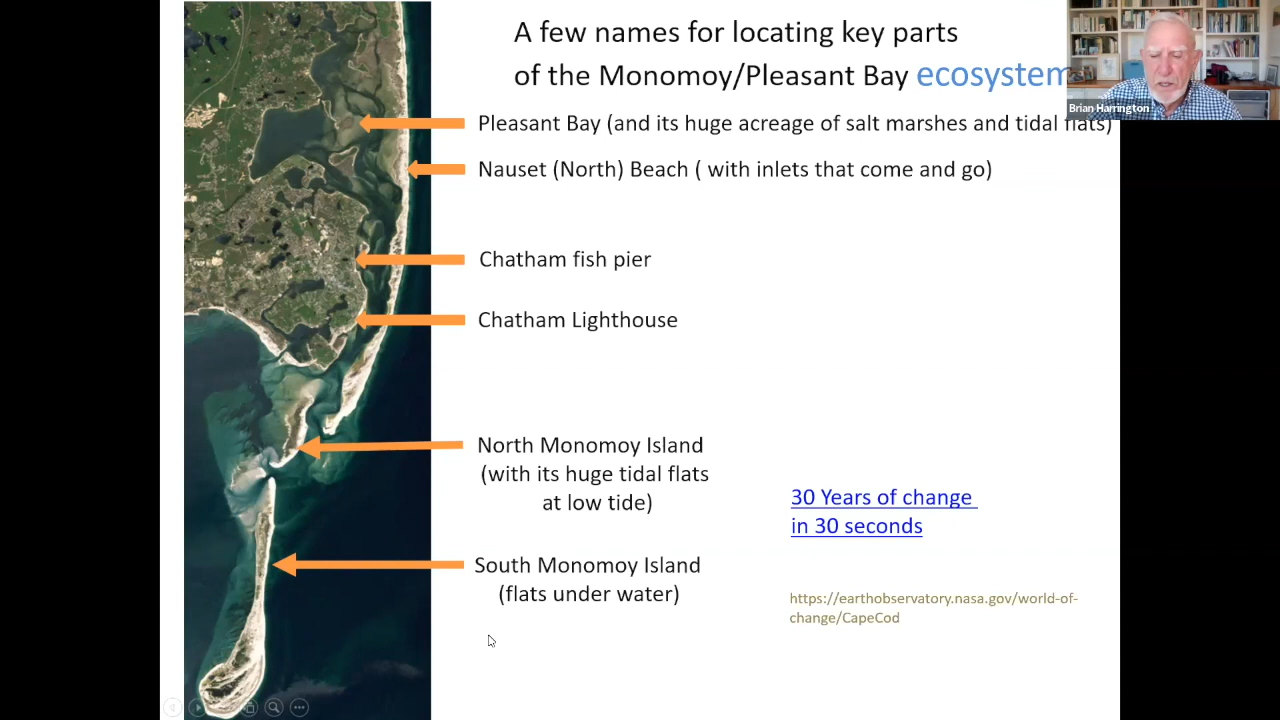 A few names for locating key parts
of the Monomoy/Pleasant Bay ecosystem
Brian Harrington
Pleasant Bay (and its huge acreage of salt marshes and tidal flats)
Nauset (North) Beach ( with inlets that come and go)
Chatham fish pier
Chatham Lighthouse
North Monomoy Island
(with its huge tidal flats
at low tide)
30 Years of change
in 30 seconds
South Monomoy Island
(flats under water)
https://earthobservatory.nasa.gov/world-of-
change/CapeCod